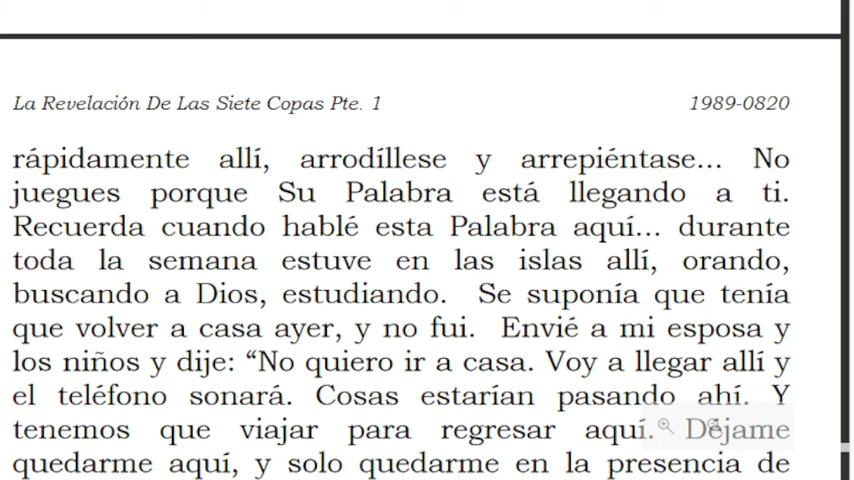 La Revelación De Las Siete Copas Pte. 1 1989-0820
rápidamente allí, arrodíllese y arrepiéntase... No
juegues porque Su Palabra está llegando a ti.
Recuerda cuando hablé esta Palabra aquí... durante
toda la semana estuve en las islas allí, orando,
buscando a Dios, estudiando. Se suponía que tenía
que volver a casa ayer, y no fui. Envié a mi esposa y
los niños y dije: “No quiero ir a casa. Voy a llegar allí y
el teléfono sonará. Cosas estarían pasando ahí. Y
tenemos que viajar para regresar aquí. Déjame
quedarme aquí, y solo quedarme en la presencia de